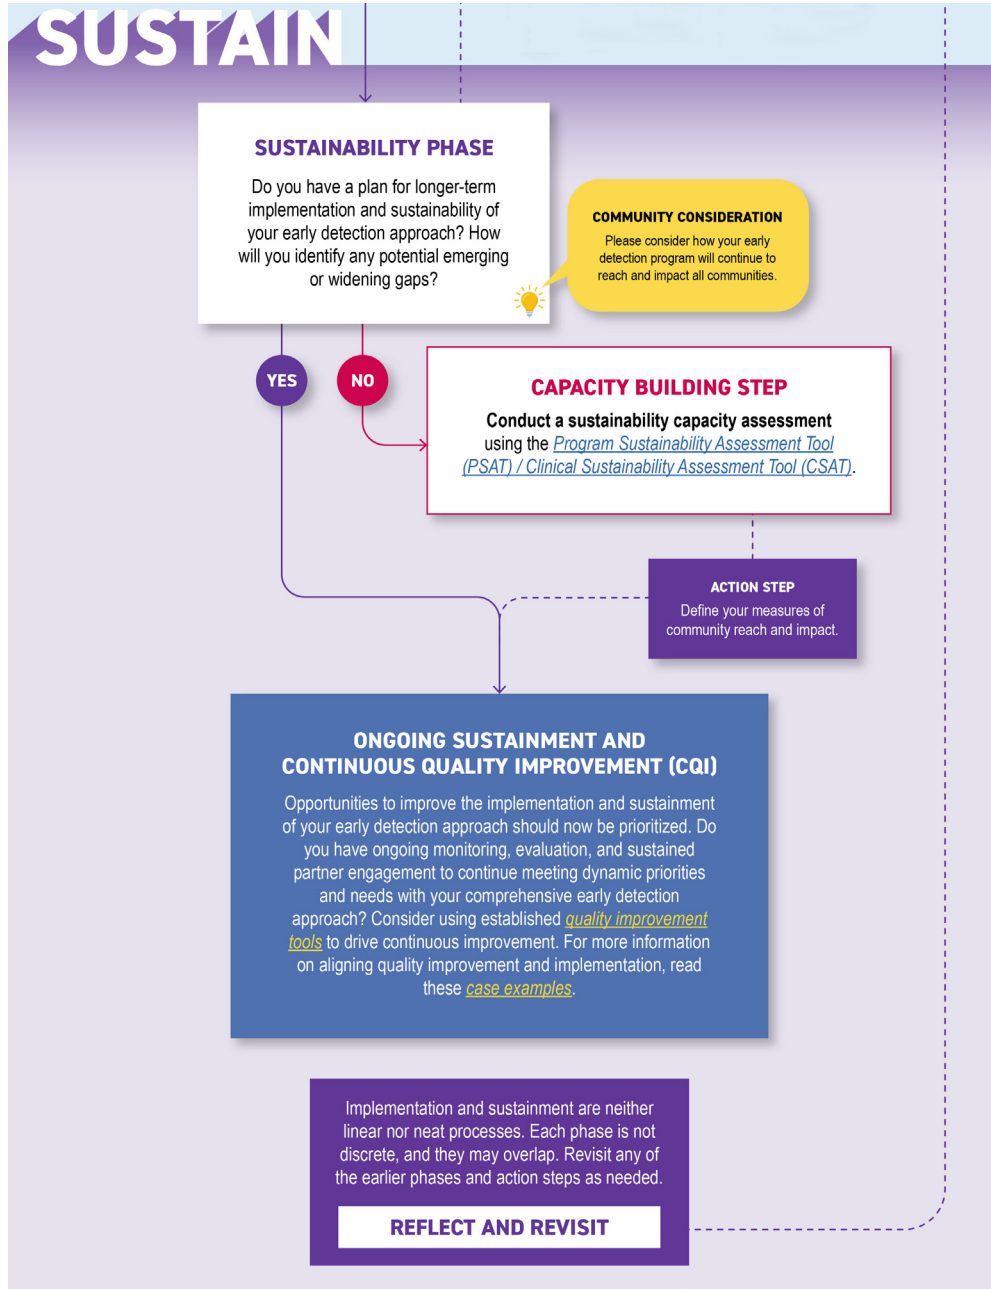 SUSTAIN
SUSTAINABILITY PHASE
Do you have a plan for longer-term
implementation and sustainability of
your early detection approach? How
will you identify any potential emerging
or widening gaps?
COMMUNITY CONSIDERATION
Please consider how your early
detection program will continue to
reach and impact all communities.
YES
NO
CAPACITY BUILDING STEP
Conduct a sustainability capacity assessment
using the Program Sustainability Assessment Tool
(PSAT) / Clinical Sustainability Assessment Tool (CSAT).
ACTION STEP
Define your measures of
community reach and impact.
ONGOING SUSTAINMENT AND
CONTINUOUS QUALITY IMPROVEMENT (CQI)
Opportunities to improve the implementation and sustainment
of your early detection approach should now be prioritized. Do
you have ongoing monitoring, evaluation, and sustained
partner engagement to continue meeting dynamic priorities
and needs with your comprehensive early detection
approach? Consider using established quality improvement
tools to drive continuous improvement. For more information
on aligning quality improvement and implementation, read
these case examples.
Implementation and sustainment are neither
linear nor neat processes. Each phase is not
discrete, and they may overlap. Revisit any of
the earlier phases and action steps as needed.
REFLECT AND REVISIT